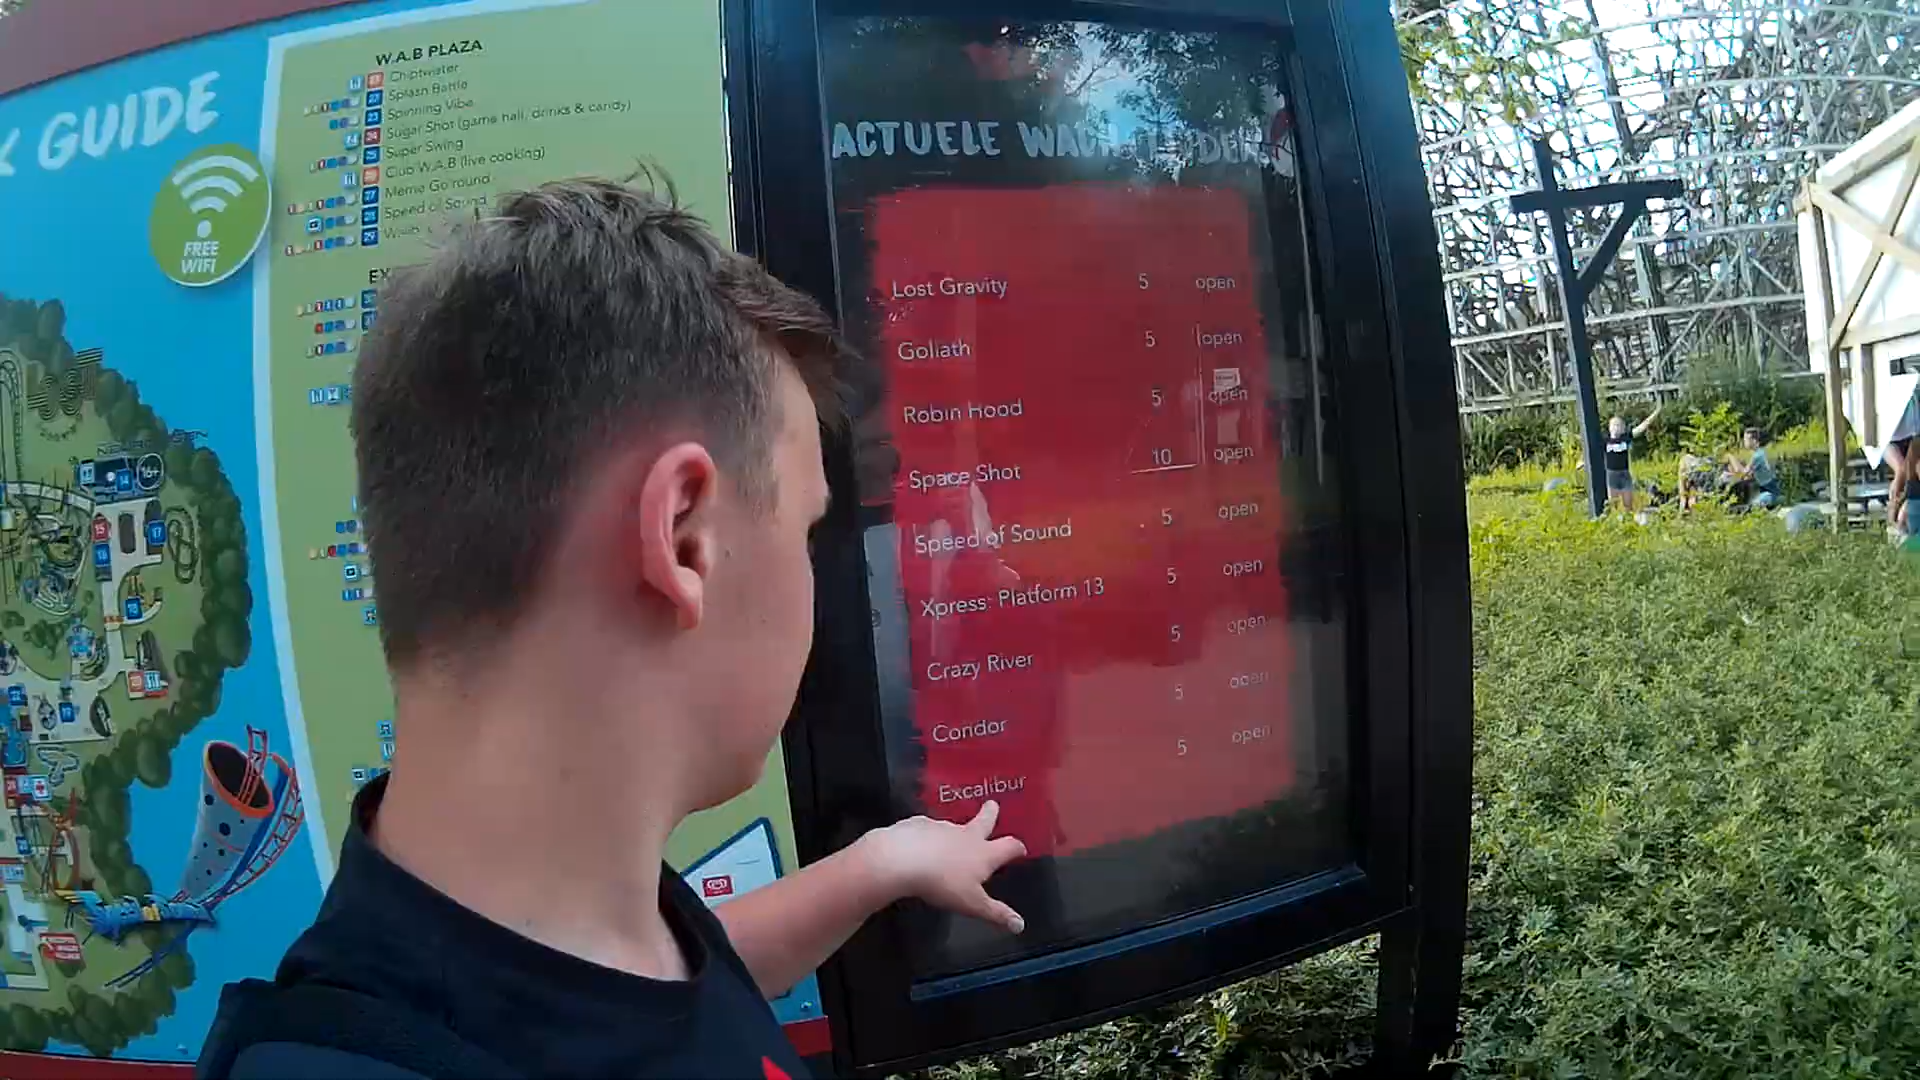 K GUIDE
FREE
WIFI
W.A.B PLAZA
Chiptwater
Splash Battle
Spinning Vibe
Sugar Shot (game hall, drinks & candy)
Super Swing
Club W.A.B (live cooking)
Merrie Go'round
Speed of Sound
16+
ACTUELE
Lost Gravity 5 open
Goliath 5 open
Robin Hood 5 open
Space Shot 10 open
Speed of Sound 5 open
Xpress: Platform 13 5 open
Crazy River 5 open
Condor 5 open
Excalibur 5 open